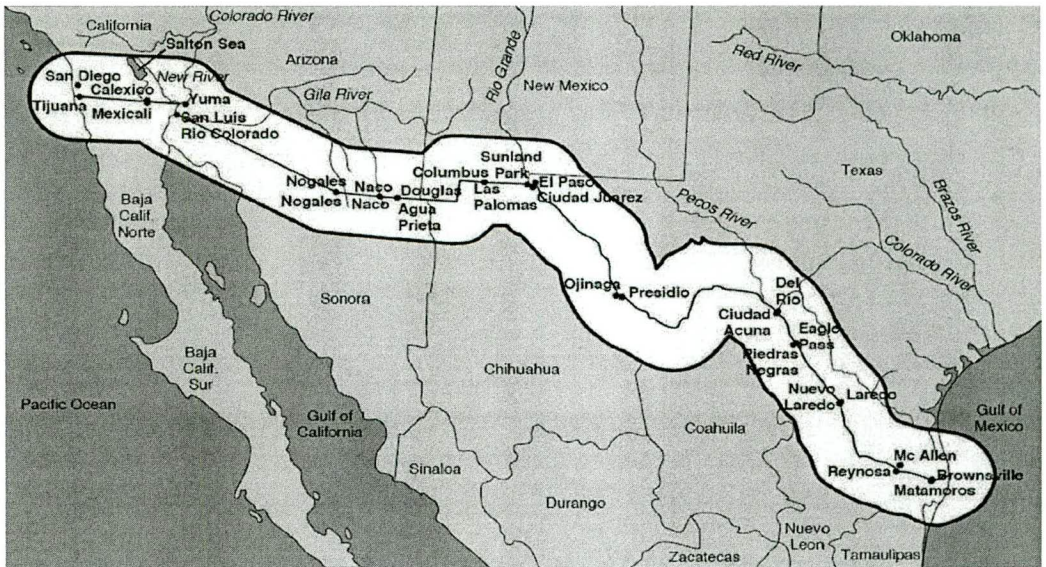 Colorado River
California
Salton Sea
Oklahoma
Red River
Arizona
Rio Grande
San Diego
New River
Calexico
Gila River
New Mexico
Yuma
Tijuana
Mexicali
San Luis
Rio Colorado
Sunland
Park
Columbus
El Paso
Texas
Nogales
Naco
Douglas
Las
Palomas
Ciudad Juarez
Brazos River
Nogales
Naco
Agua
Prieta
Pecos River
Baja
Calif.
Norte
Colorado River
Ojinaga
Presidio
Del
Rio
Sonora
Ciudad
Acuna
Eagle
Pass
Piedras
Negras
Baja
Calif.
Sur
Chihuahua
Nuevo
Laredo
Laredo
Pacific Ocean
Gulf of
California
Gulf of
Mexico
Coahuila
Mc Allen
Sinaloa
Reynosa
Brownsville
Matamoros
Durango
Nuevo
Leon
Zacatecas
Tamaulipas